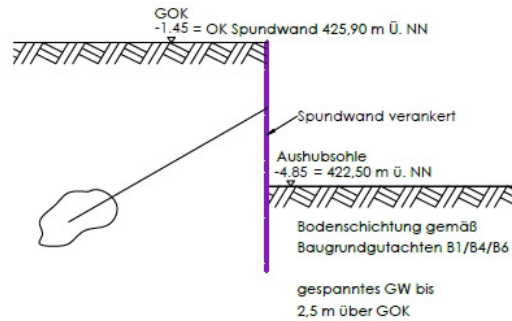 GOK
-1.45 = OK Spundwand 425,90 m Ü. NN
Spundwand verankert
Aushubsohle
-4.85 = 422,50 m ü. NN
Bodenschichtung gemäß
Baugrundgutachten B1/B4/B6
gespanntes GW bis
2,5 m über GOK